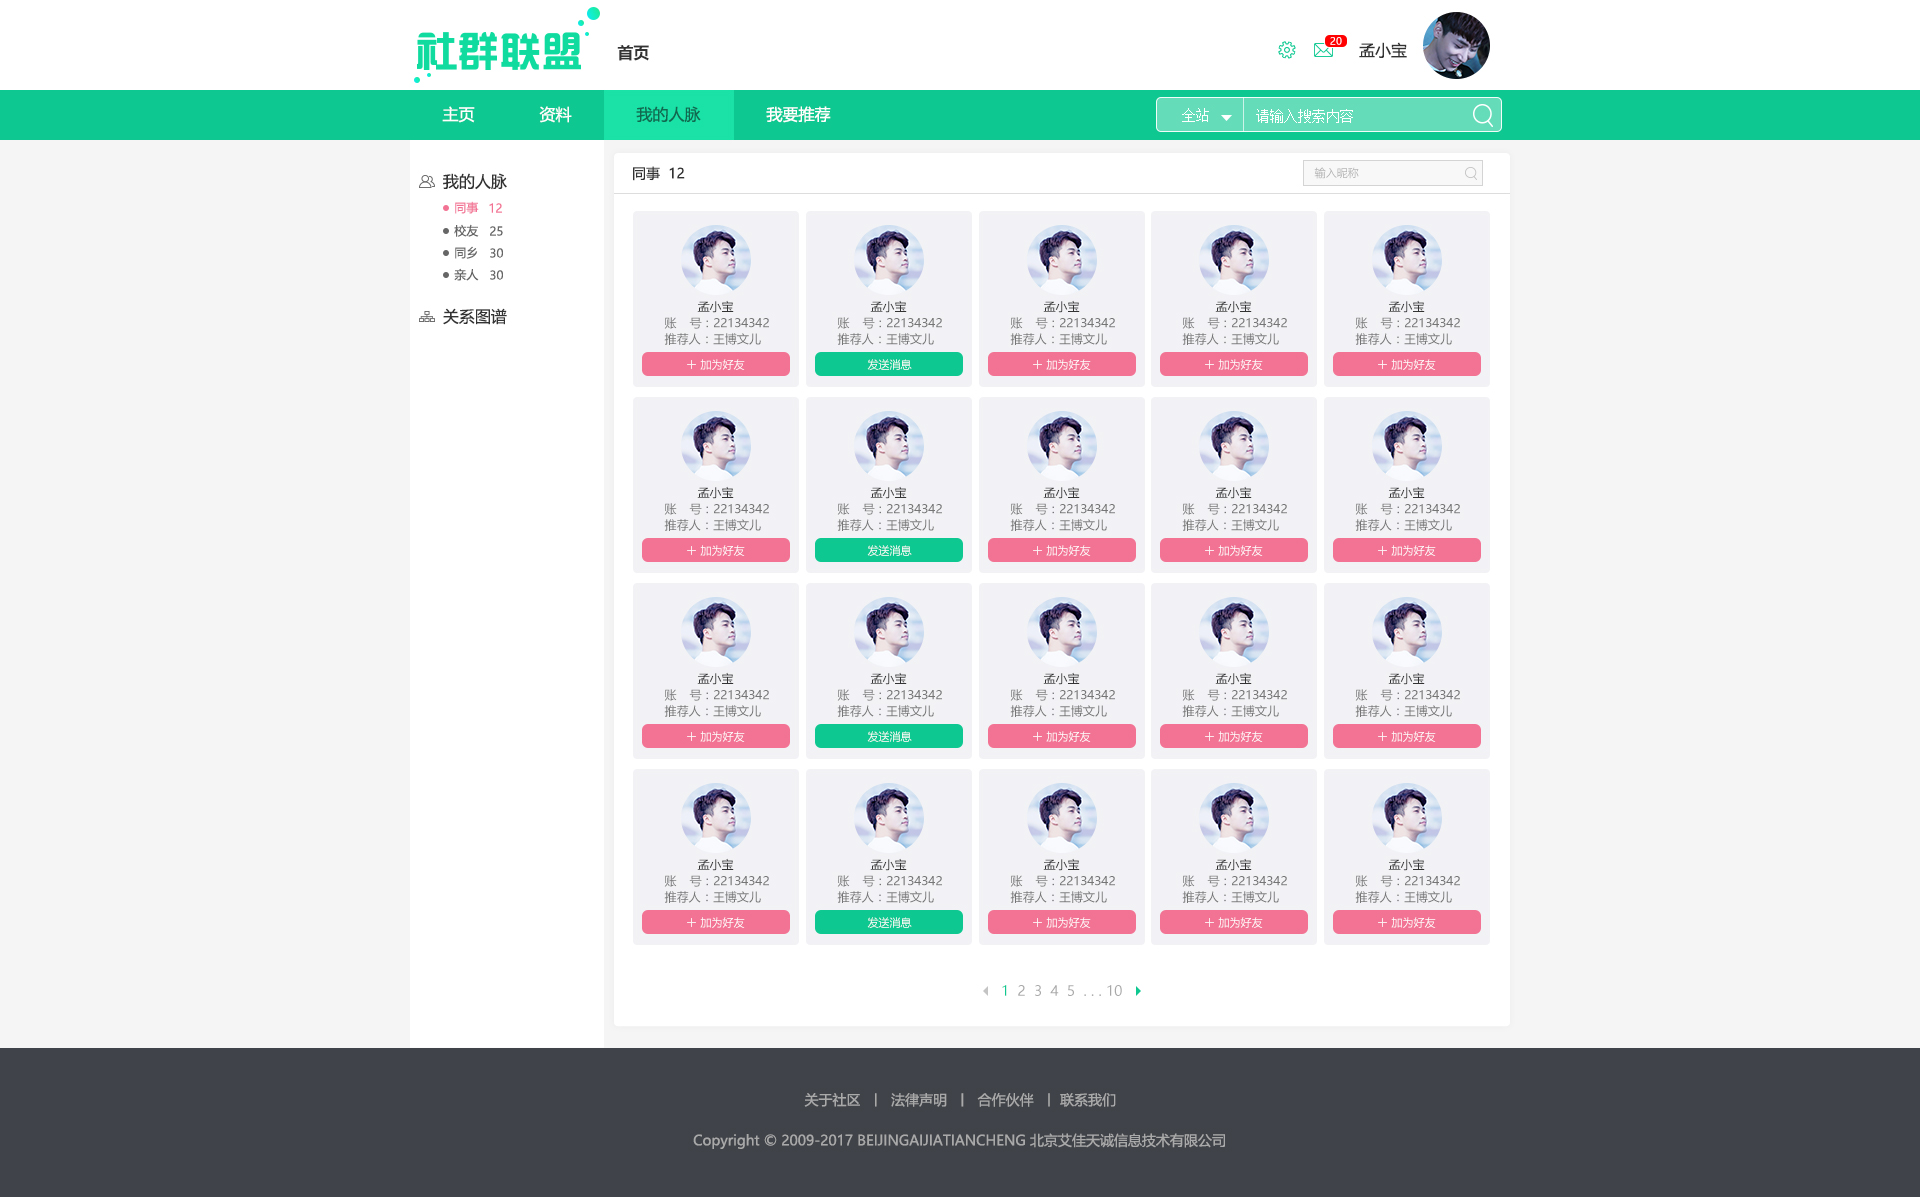 社群联盟
首页
20
孟小宝
主页 资料 我的人脉 我要推荐
全站 请输入搜索内容
我的人脉
同事 12
校友 25
同乡 30
亲人 30
关系图谱
同事 12
输入昵称
孟小宝 孟小宝 孟小宝 孟小宝 孟小宝
账 号：22134342 账 号：22134342 账 号：22134342 账 号：22134342 账 号：22134342
推荐人：王博文儿 推荐人：王博文儿 推荐人：王博文儿 推荐人：王博文儿 推荐人：王博文儿
+ 加为好友 发送消息 + 加为好友 + 加为好友 + 加为好友
孟小宝 孟小宝 孟小宝 孟小宝 孟小宝
账 号：22134342 账 号：22134342 账 号：22134342 账 号：22134342 账 号：22134342
推荐人：王博文儿 推荐人：王博文儿 推荐人：王博文儿 推荐人：王博文儿 推荐人：王博文儿
+ 加为好友 发送消息 + 加为好友 + 加为好友 + 加为好友
孟小宝 孟小宝 孟小宝 孟小宝 孟小宝
账 号：22134342 账 号：22134342 账 号：22134342 账 号：22134342 账 号：22134342
推荐人：王博文儿 推荐人：王博文儿 推荐人：王博文儿 推荐人：王博文儿 推荐人：王博文儿
+ 加为好友 发送消息 + 加为好友 + 加为好友 + 加为好友
孟小宝 孟小宝 孟小宝 孟小宝 孟小宝
账 号：22134342 账 号：22134342 账 号：22134342 账 号：22134342 账 号：22134342
推荐人：王博文儿 推荐人：王博文儿 推荐人：王博文儿 推荐人：王博文儿 推荐人：王博文儿
+ 加为好友 发送消息 + 加为好友 + 加为好友 + 加为好友
1 2 3 4 5 ... 10
关于社区 | 法律声明 | 合作伙伴 | 联系我们
Copyright © 2009-2017 BEIJINGAIJIATIANCHENG 北京艾佳天诚信息技术有限公司